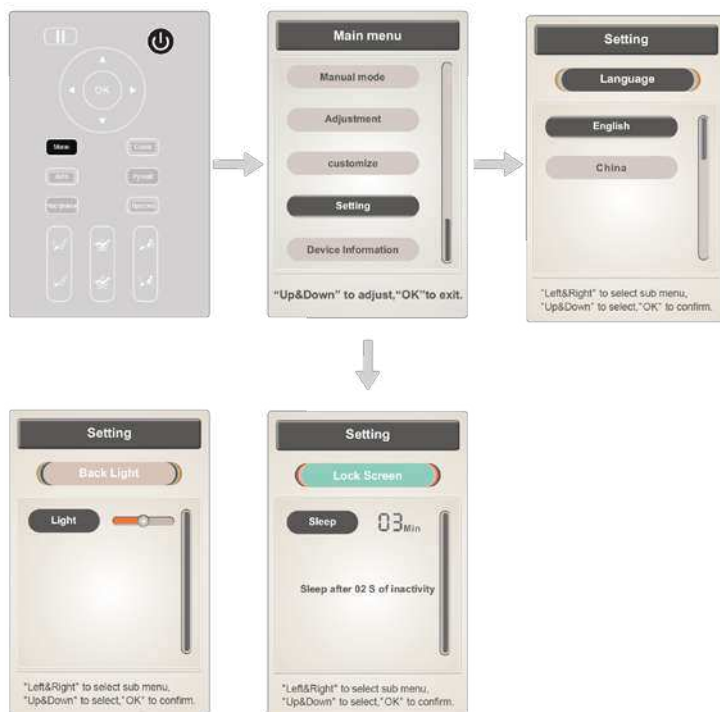 OK
Menu
Main menu
Manual mode
Adjustment
customize
Setting
Device Information
"Up&Down" to adjust,"OK"to exit.
Setting
Language
English
China
"Left&Right" to select sub menu,
"Up&Down" to select,"OK" to confirm.
Setting
Back Light
Light
"Left&Right" to select sub menu,
"Up&Down" to select,"OK" to confirm.
Setting
Lock Screen
Sleep
03Min
Sleep after 02 S of inactivity
"Left&Right" to select sub menu,
"Up&Down" to select,"OK" to confirm.